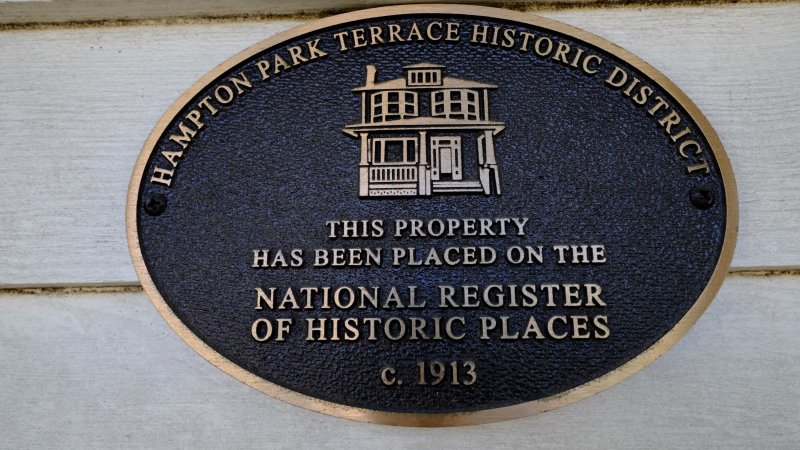 HAMPTON PARK TERRACE HISTORIC DISTRICT
THIS PROPERTY
HAS BEEN PLACED ON THE
NATIONAL REGISTER
OF HISTORIC PLACES
c. 1913